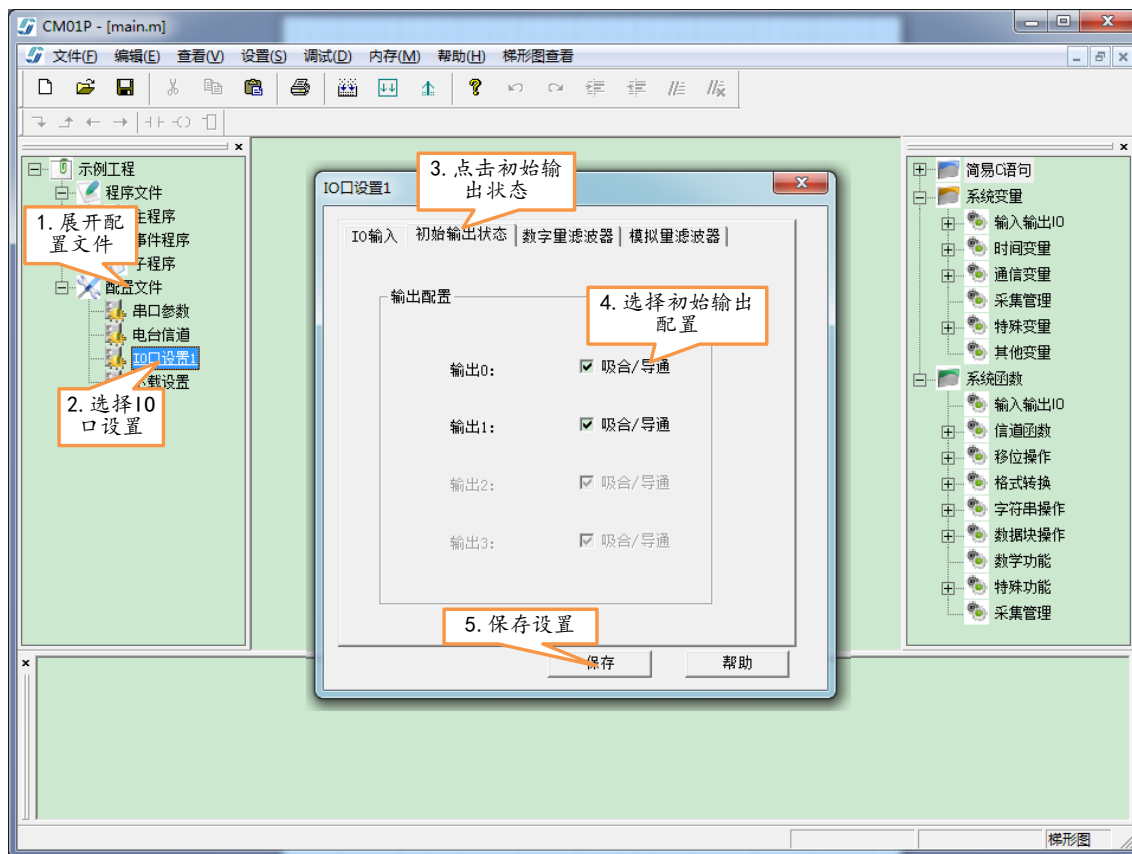 CM01P - [main.m]
文件(F) 编辑(E) 查看(V) 设置(S) 调试(D) 内存(M) 帮助(H) 梯形图查看
示例工程
程序文件
主程序
事件程序
子程序
配置文件
串口参数
电台信道
IO口设置1
下载设置
1.展开配
置文件
2.选择IO
口设置
IO口设置1
3.点击初始输
出状态
IO输入 初始输出状态 数字量滤波器 模拟量滤波器
输出配置
4.选择初始输出
配置
输出0: 吸合/导通
输出1: 吸合/导通
输出2: 吸合/导通
输出3: 吸合/导通
5.保存设置
保存 帮助
简易C语句
系统变量
输入输出IO
时间变量
通信变量
采集管理
特殊变量
其他变量
系统函数
输入输出IO
信道函数
移位操作
格式转换
字符串操作
数据块操作
数学功能
特殊功能
采集管理
梯形图